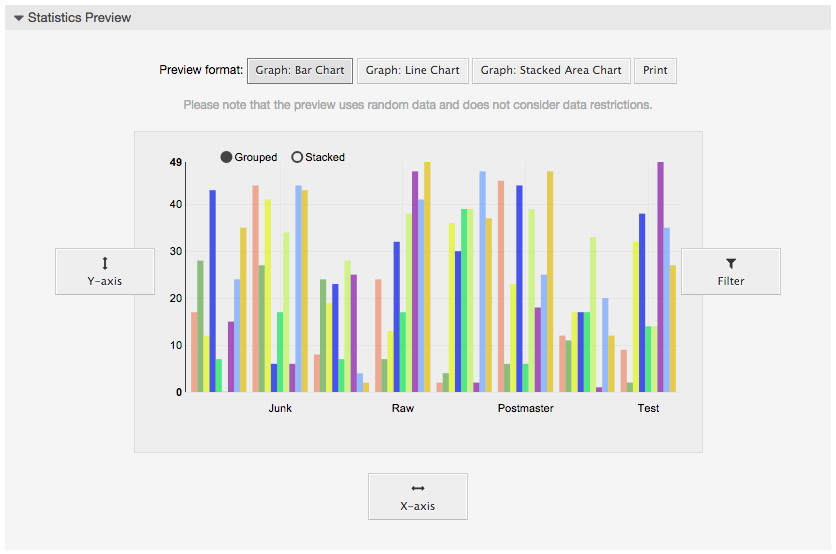 Statistics Preview
Preview format: Graph: Bar Chart Graph: Line Chart Graph: Stacked Area Chart Print
Please note that the preview uses random data and does not consider data restrictions.
Grouped Stacked
49
40
30
20
10
0
Junk Raw Postmaster Test
Y-axis
Filter
X-axis